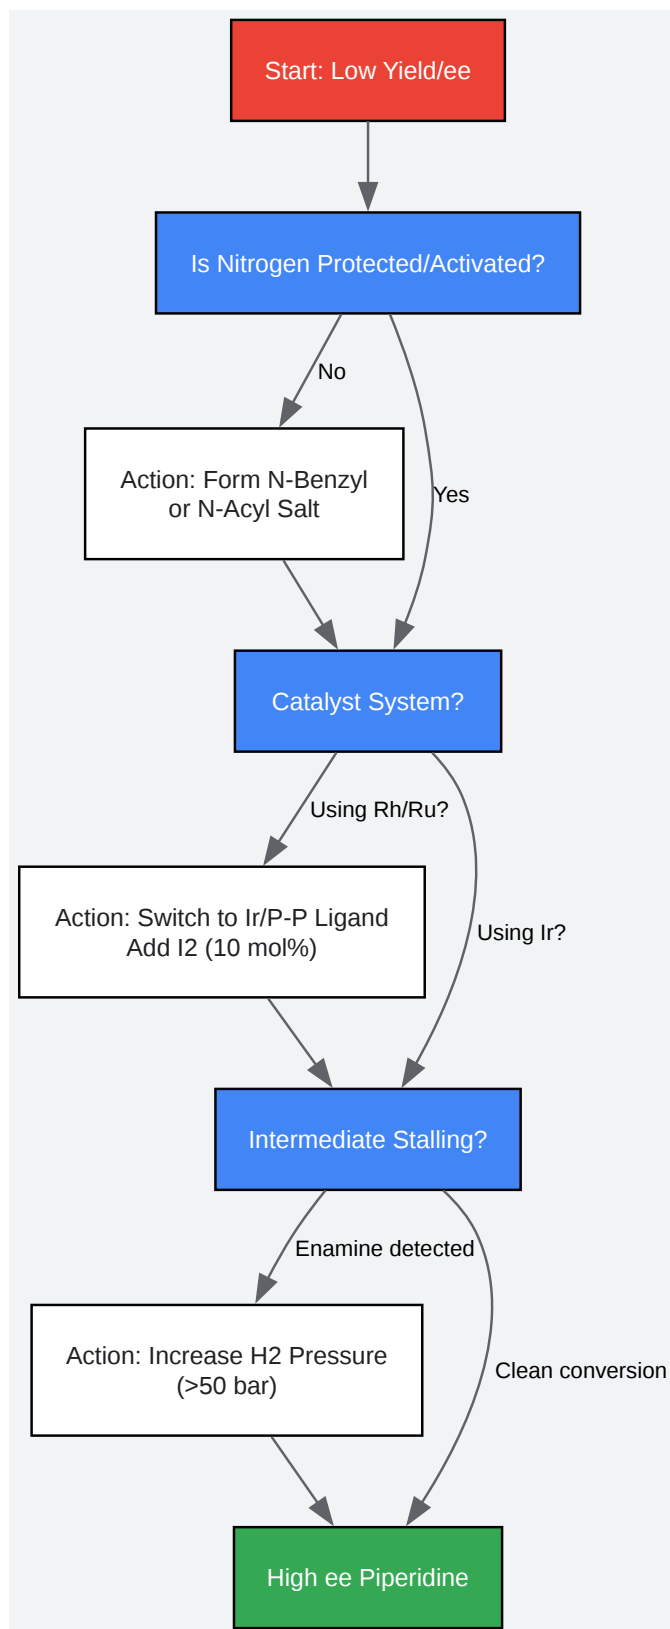 Start: Low Yield/ee
Is Nitrogen Protected/Activated?
No
Action: Form N-Benzyl
or N-Acyl Salt
Yes
Catalyst System?
Using Rh/Ru?
Action: Switch to Ir/P-P Ligand
Add I2 (10 mol%)
Using Ir?
Intermediate Stalling?
Enamine detected
Action: Increase H2 Pressure
(>50 bar)
Clean conversion
High ee Piperidine